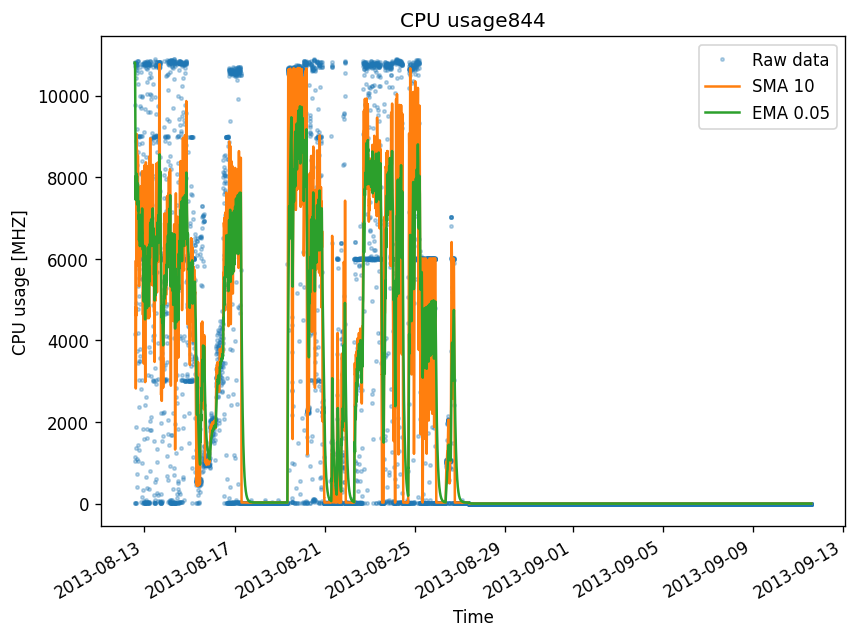 CPU usage844
Raw data
SMA 10
EMA 0.05
CPU usage [MHZ]
10000
8000
6000
4000
2000
0
2013-08-13
2013-08-17
2013-08-21
2013-08-25
2013-08-29
2013-09-01
2013-09-05
2013-09-09
2013-09-13
Time